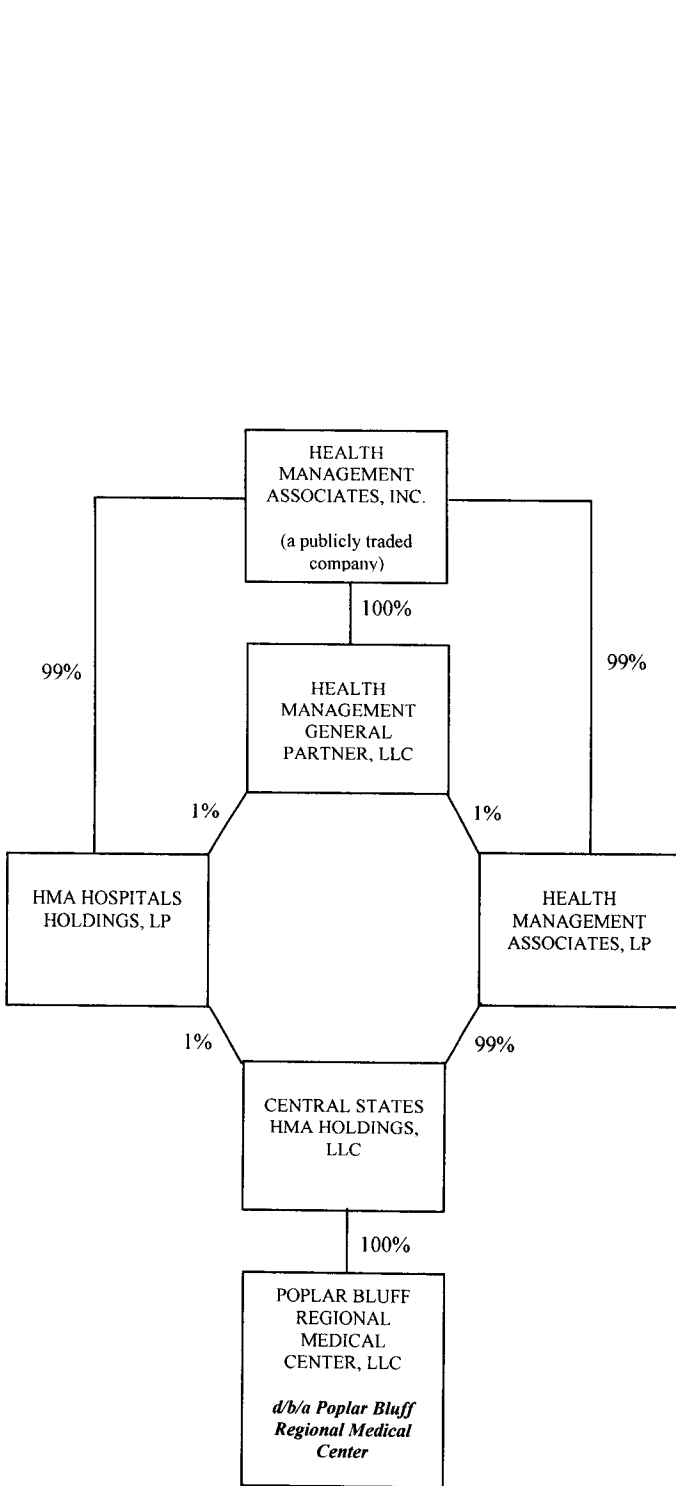 HEALTH
MANAGEMENT
ASSOCIATES, INC.
(a publicly traded
company)
100%
99%
99%
HEALTH
MANAGEMENT
GENERAL
PARTNER, LLC
1%
1%
HMA HOSPITALS
HOLDINGS, LP
HEALTH
MANAGEMENT
ASSOCIATES, LP
1%
99%
CENTRAL STATES
HMA HOLDINGS,
LLC
100%
POPLAR BLUFF
REGIONAL
MEDICAL
CENTER, LLC
d/b/a Poplar Bluff
Regional Medical
Center